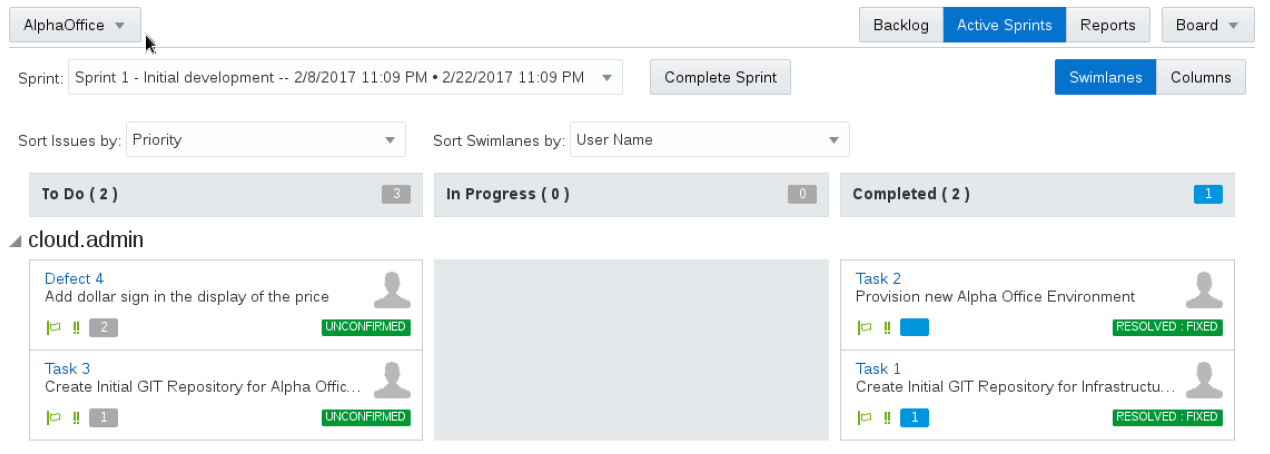 AlphaOffice Backlog Active Sprints Reports Board
Sprint: Sprint 1 - Initial development -- 2/8/2017 11:09 PM • 2/22/2017 11:09 PM Complete Sprint Swimlanes Columns
Sort Issues by: Priority Sort Swimlanes by: User Name
To Do ( 2 ) 3 In Progress ( 0 ) 0 Completed ( 2 ) 1
cloud.admin
Defect 4
Add dollar sign in the display of the price
!! 2 UNCONFIRMED
Task 3
Create Initial GIT Repository for Alpha Offic...
!! 1 UNCONFIRMED
Task 2
Provision new Alpha Office Environment
!! RESOLVED : FIXED
Task 1
Create Initial GIT Repository for Infrastructu...
!! 1 RESOLVED : FIXED